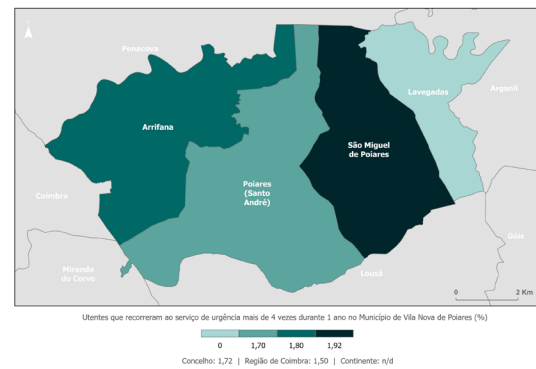 Penacova
Lavegadas
Arganil
Arrifana
São Miguel
de Poiares
Poiares
(Santo
André)
Coimbra
Góis
Miranda
do Corvo
Lousã
0 2 Km
Utentes que recorreram ao serviço de urgência mais de 4 vezes durante 1 ano no Município de Vila Nova de Poiares (%)
0 1,70 1,80 1,92
Concelho: 1,72 | Região de Coimbra: 1,50 | Continente: n/d